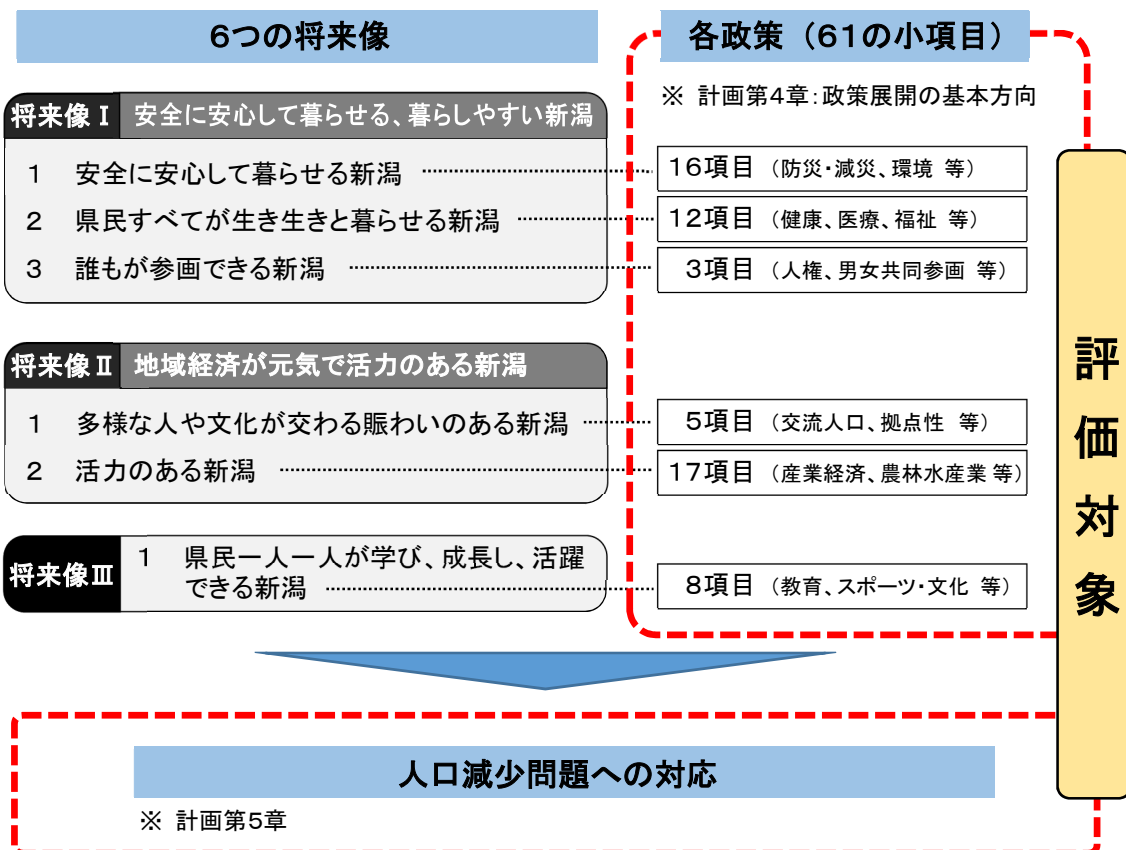 6つの将来像
各政策（61の小項目）
※ 計画第4章:政策展開の基本方向
将来像Ⅰ 安全に安心して暮らせる、暮らしやすい新潟
1 安全に安心して暮らせる新潟 16項目（防災・減災、環境 等）
2 県民すべてが生き生きと暮らせる新潟 12項目（健康、医療、福祉 等）
3 誰もが参画できる新潟 3項目（人権、男女共同参画 等）
将来像Ⅱ 地域経済が元気で活力のある新潟
1 多様な人や文化が交わる賑わいのある新潟 5項目（交流人口、拠点性 等）
2 活力のある新潟 17項目（産業経済、農林水産業 等）
将来像Ⅲ 1 県民一人一人が学び、成長し、活躍
できる新潟 8項目（教育、スポーツ・文化 等）
評価対象
人口減少問題への対応
※ 計画第5章